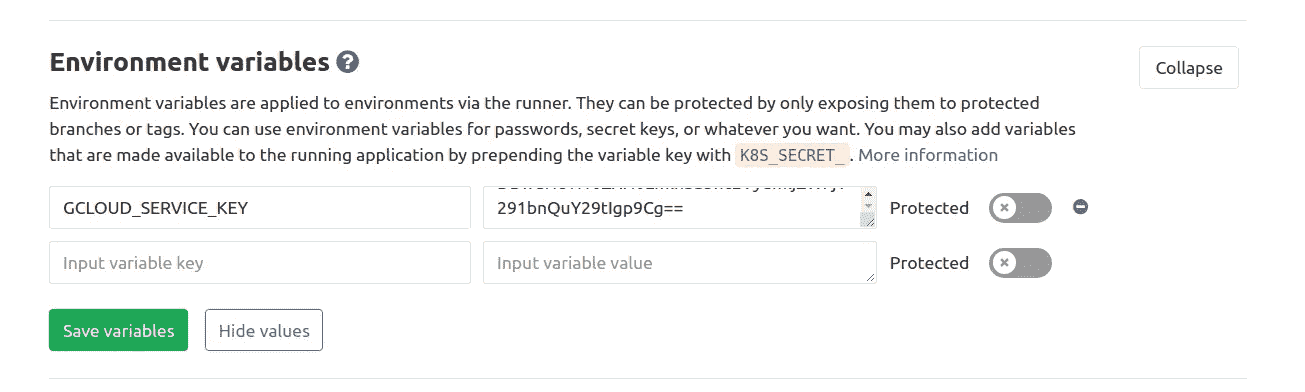 Environment variables ?
Collapse
Environment variables are applied to environments via the runner. They can be protected by only exposing them to protected
branches or tags. You can use environment variables for passwords, secret keys, or whatever you want. You may also add variables
that are made available to the running application by prepending the variable key with K8S_SECRET_ . More information
GCLOUD_SERVICE_KEY
291bnQuY29tIgp9Cg==
Protected
Input variable key
Input variable value
Protected
Save variables
Hide values